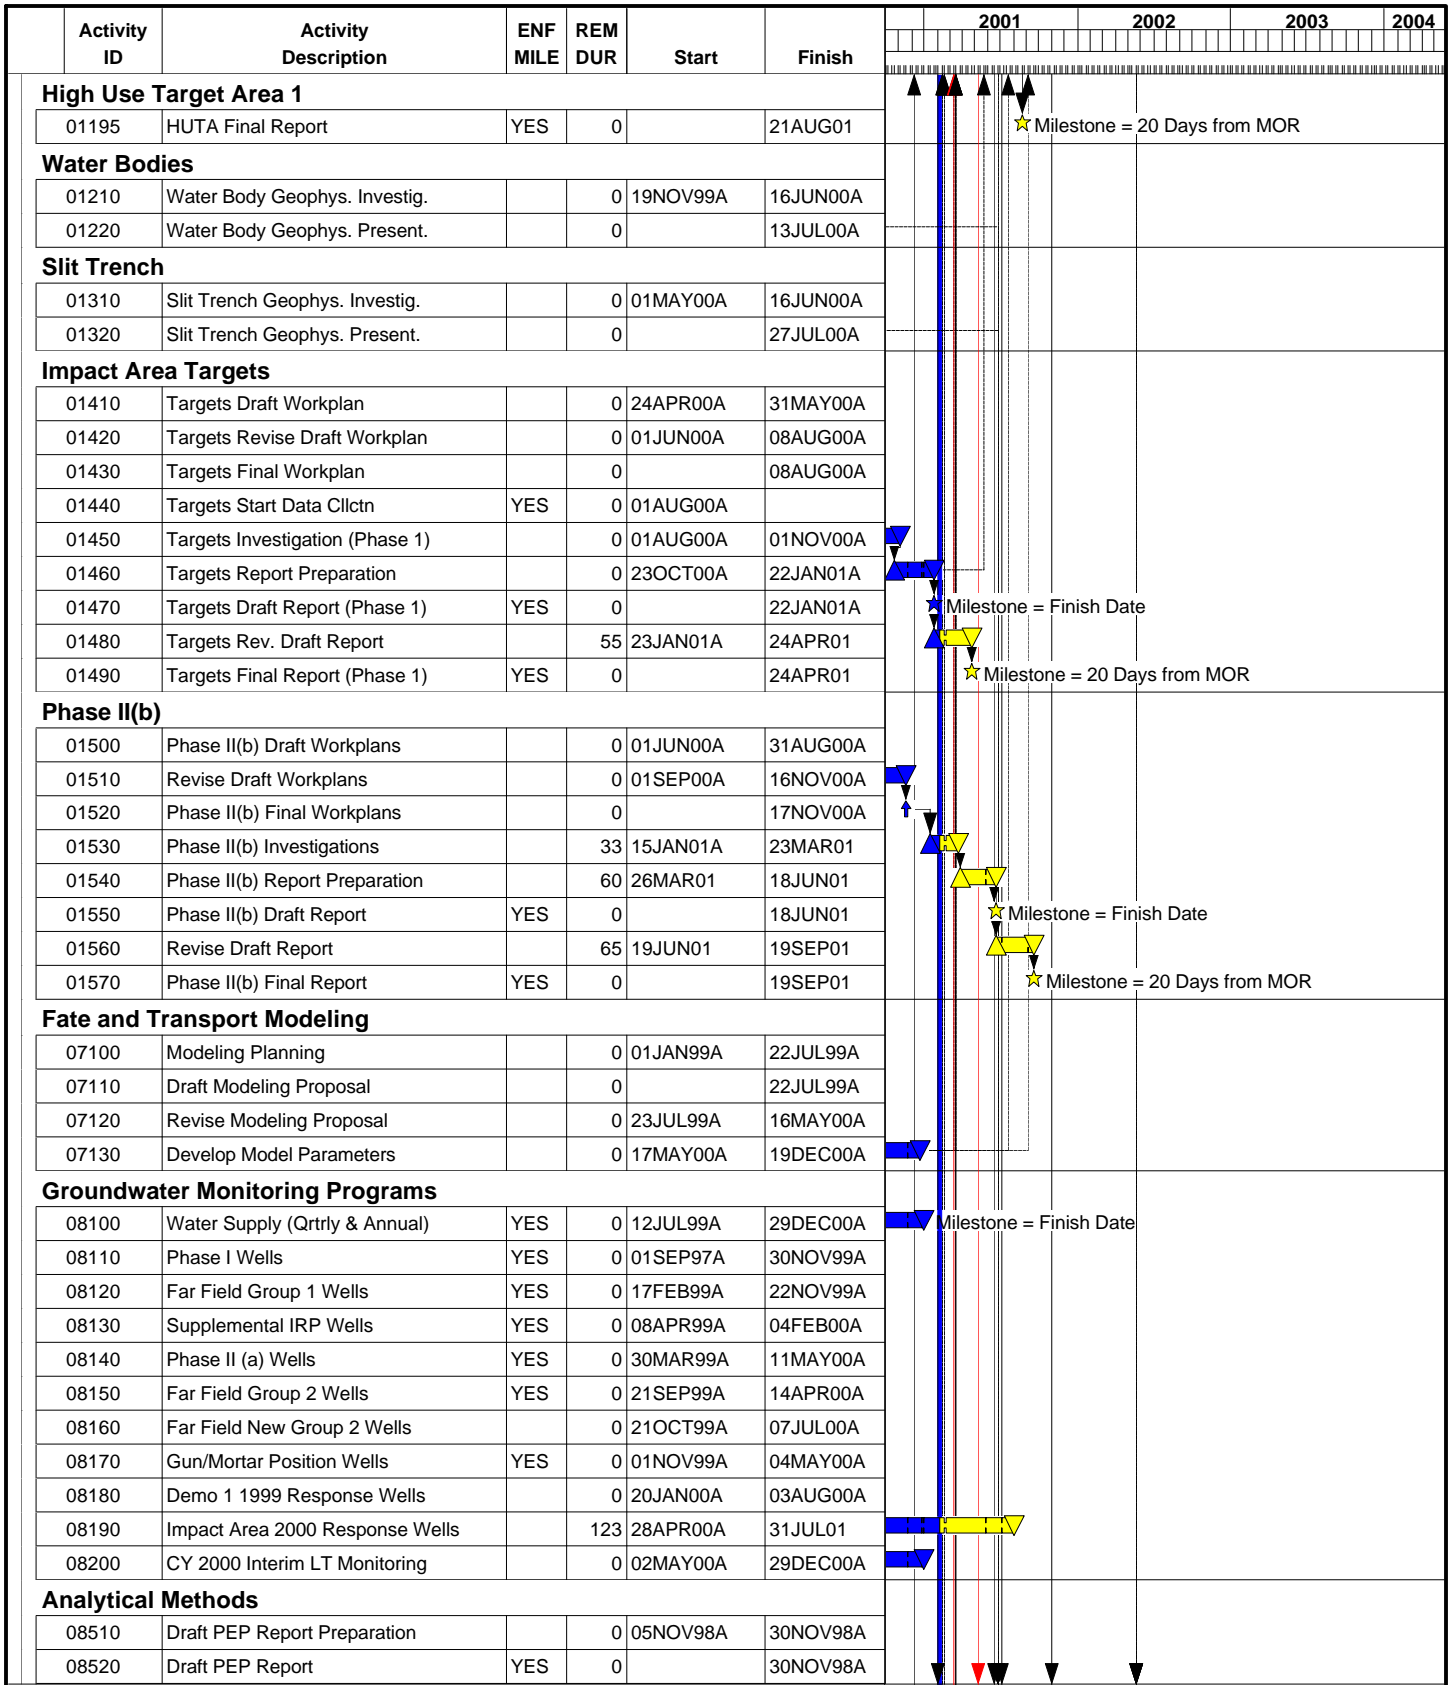 Activity ID Activity Description ENF MILE REM DUR Start Finish 2001 2002 2003 2004
High Use Target Area 1
01195 HUTA Final Report YES 0 21AUG01 Milestone = 20 Days from MOR
Water Bodies
01210 Water Body Geophys. Investig. 0 19NOV99A 16JUN00A
01220 Water Body Geophys. Present. 0 13JUL00A
Slit Trench
01310 Slit Trench Geophys. Investig. 0 01MAY00A 16JUN00A
01320 Slit Trench Geophys. Present. 0 27JUL00A
Impact Area Targets
01410 Targets Draft Workplan 0 24APR00A 31MAY00A
01420 Targets Revise Draft Workplan 0 01JUN00A 08AUG00A
01430 Targets Final Workplan 0 08AUG00A
01440 Targets Start Data Cllctn YES 0 01AUG00A
01450 Targets Investigation (Phase 1) 0 01AUG00A 01NOV00A
01460 Targets Report Preparation 0 23OCT00A 22JAN01A
01470 Targets Draft Report (Phase 1) YES 0 22JAN01A Milestone = Finish Date
01480 Targets Rev. Draft Report 55 23JAN01A 24APR01
01490 Targets Final Report (Phase 1) YES 0 24APR01 Milestone = 20 Days from MOR
Phase II(b)
01500 Phase II(b) Draft Workplans 0 01JUN00A 31AUG00A
01510 Revise Draft Workplans 0 01SEP00A 16NOV00A
01520 Phase II(b) Final Workplans 0 17NOV00A
01530 Phase II(b) Investigations 33 15JAN01A 23MAR01
01540 Phase II(b) Report Preparation 60 26MAR01 18JUN01
01550 Phase II(b) Draft Report YES 0 18JUN01 Milestone = Finish Date
01560 Revise Draft Report 65 19JUN01 19SEP01
01570 Phase II(b) Final Report YES 0 19SEP01 Milestone = 20 Days from MOR
Fate and Transport Modeling
07100 Modeling Planning 0 01JAN99A 22JUL99A
07110 Draft Modeling Proposal 0 22JUL99A
07120 Revise Modeling Proposal 0 23JUL99A 16MAY00A
07130 Develop Model Parameters 0 17MAY00A 19DEC00A
Groundwater Monitoring Programs
08100 Water Supply (Qrtrly & Annual) YES 0 12JUL99A 29DEC00A Milestone = Finish Date
08110 Phase I Wells YES 0 01SEP97A 30NOV99A
08120 Far Field Group 1 Wells YES 0 17FEB99A 22NOV99A
08130 Supplemental IRP Wells YES 0 08APR99A 04FEB00A
08140 Phase II (a) Wells YES 0 30MAR99A 11MAY00A
08150 Far Field Group 2 Wells YES 0 21SEP99A 14APR00A
08160 Far Field New Group 2 Wells 0 21OCT99A 07JUL00A
08170 Gun/Mortar Position Wells YES 0 01NOV99A 04MAY00A
08180 Demo 1 1999 Response Wells 0 20JAN00A 03AUG00A
08190 Impact Area 2000 Response Wells 123 28APR00A 31JUL01
08200 CY 2000 Interim LT Monitoring 0 02MAY00A 29DEC00A
Analytical Methods
08510 Draft PEP Report Preparation 0 05NOV98A 30NOV98A
08520 Draft PEP Report YES 0 30NOV98A